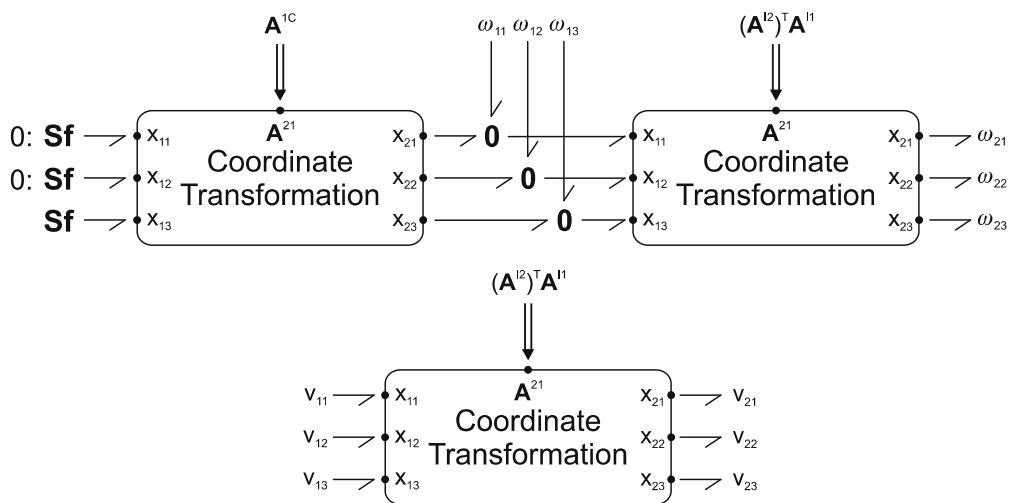 A^1C ω₁₁ ω₁₂ ω₁₃ (A^I2)^T A^I1
0: Sf x₁₁ A^21 x₂₁ 0 x₁₁ A^21 x₂₁ ω₂₁
Coordinate Coordinate
0: Sf x₁₂ Transformation x₂₂ 0 x₁₂ Transformation x₂₂ ω₂₂
Sf x₁₃ x₂₃ 0 x₁₃ x₂₃ ω₂₃
(A^I2)^T A^I1
v₁₁ x₁₁ A^21 x₂₁ v₂₁
Coordinate
v₁₂ x₁₂ Transformation x₂₂ v₂₂
v₁₃ x₁₃ x₂₃ v₂₃